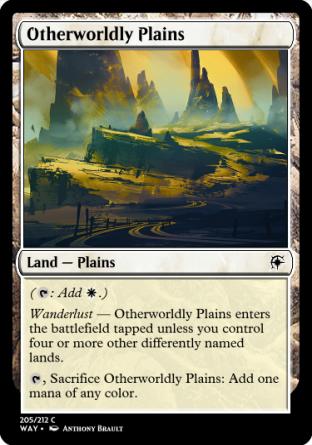 Otherworldly Plains
Land — Plains
(: Add .)
Wanderlust — Otherworldly Plains enters
the battlefield tapped unless you control
four or more other differently named
lands.
, Sacrifice Otherworldly Plains: Add one
mana of any color.
205/212 C
WAY • Anthony Brault